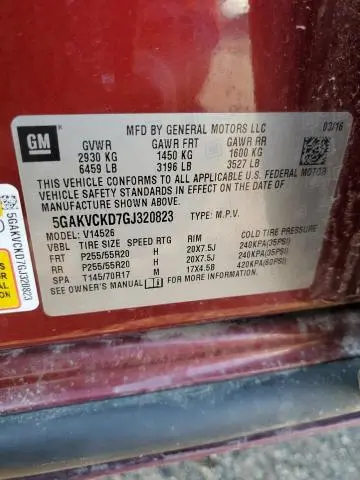 GM
MFD BY GENERAL MOTORS LLC 03/16
GVWR GAWR FRT GAWR RR
2930 KG 1450 KG 1600 KG
6459 LB 3196 LB 3527 LB
THIS VEHICLE CONFORMS TO ALL APPLICABLE U.S. FEDERAL MOTOR
VEHICLE SAFETY STANDARDS IN EFFECT ON THE DATE OF
MANUFACTURE SHOWN ABOVE.
5GAKVCKD7GJ320823 TYPE: M.P.V.
MODEL: V14526
VBBL TIRE SIZE SPEED RTG RIM COLD TIRE PRESSURE
FRT P255/55R20 H 20X7.5J 240KPA(35PSI)
RR P255/55R20 H 20X7.5J 240KPA(35PSI)
SPA T145/70R17 M 17X4.5B 420KPA(60PSI)
SEE OWNER'S MANUAL FOR MORE INFORMATION.
5GAKVCKD7GJ320823